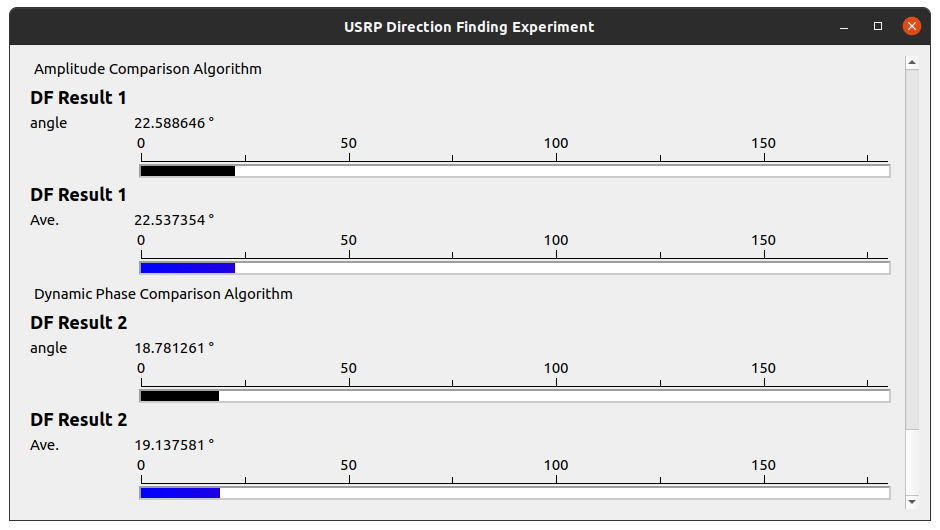 USRP Direction Finding Experiment
Amplitude Comparison Algorithm
DF Result 1
angle 22.588646 °
0 50 100 150
DF Result 1
Ave. 22.537354 °
0 50 100 150
Dynamic Phase Comparison Algorithm
DF Result 2
angle 18.781261 °
0 50 100 150
DF Result 2
Ave. 19.137581 °
0 50 100 150